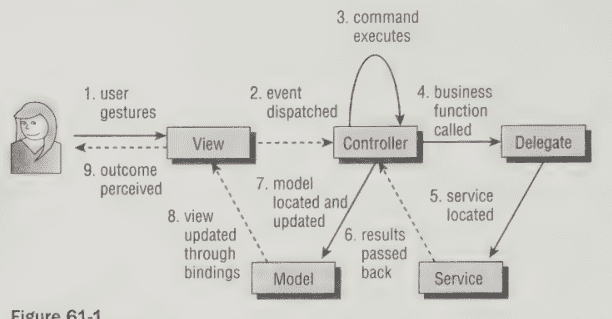 3. command
executes
1. user
gestures
2. event
dispatched
4. business
function
called
View
Controller
Delegate
9. outcome
perceived
7. model
located and
updated
5. service
located
8. view
updated
through
bindings
6. results
passed
back
Model
Service
Figure 61-1